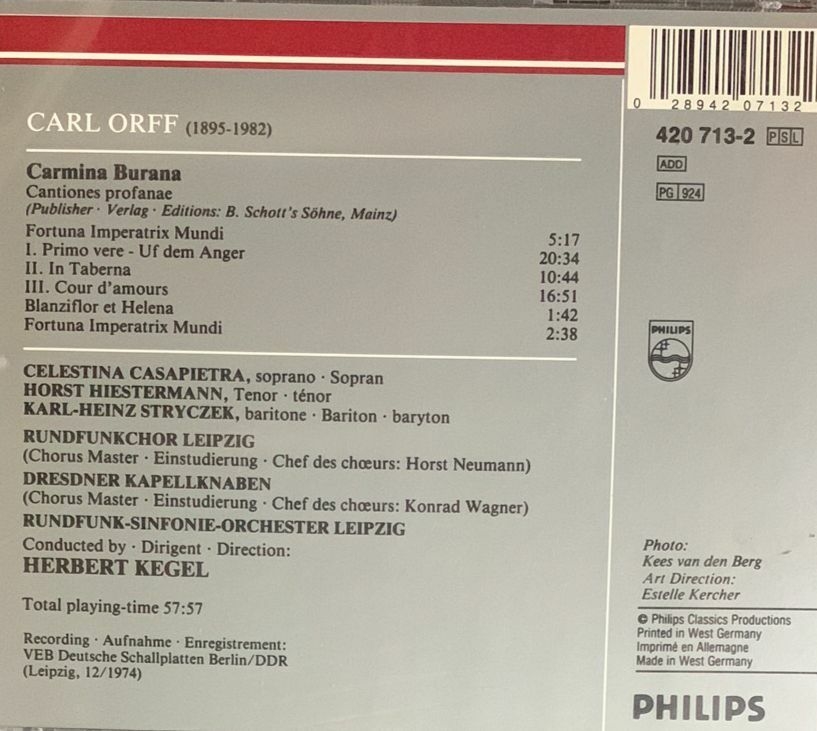 CARL ORFF (1895-1982)
Carmina Burana
Cantiones profanae
(Publisher · Verlag · Editions: B. Schott's Söhne, Mainz)
Fortuna Imperatrix Mundi 5:17
I. Primo vere - Uf dem Anger 20:34
II. In Taberna 10:44
III. Cour d'amours 16:51
Blanziflor et Helena 1:42
Fortuna Imperatrix Mundi 2:38
CELESTINA CASAPIETRA, soprano · Sopran
HORST HIESTERMANN, Tenor · ténor
KARL-HEINZ STRYCZEK, baritone · Bariton · baryton
RUNDFUNKCHOR LEIPZIG
(Chorus Master · Einstudierung · Chef des chœurs: Horst Neumann)
DRESDNER KAPELLKNABEN
(Chorus Master · Einstudierung · Chef des chœurs: Konrad Wagner)
RUNDFUNK-SINFONIE-ORCHESTER LEIPZIG
Conducted by · Dirigent · Direction:
HERBERT KEGEL
Total playing-time 57:57
Recording · Aufnahme · Enregistrement:
VEB Deutsche Schallplatten Berlin/DDR
(Leipzig, 12/1974)
0 28942 07132
420 713-2 PSL
ADD
PG 924
PHILIPS
Photo:
Kees van den Berg
Art Direction:
Estelle Kercher
© Philips Classics Productions
Printed in West Germany
Imprimé en Allemagne
Made in West Germany
PHILIPS